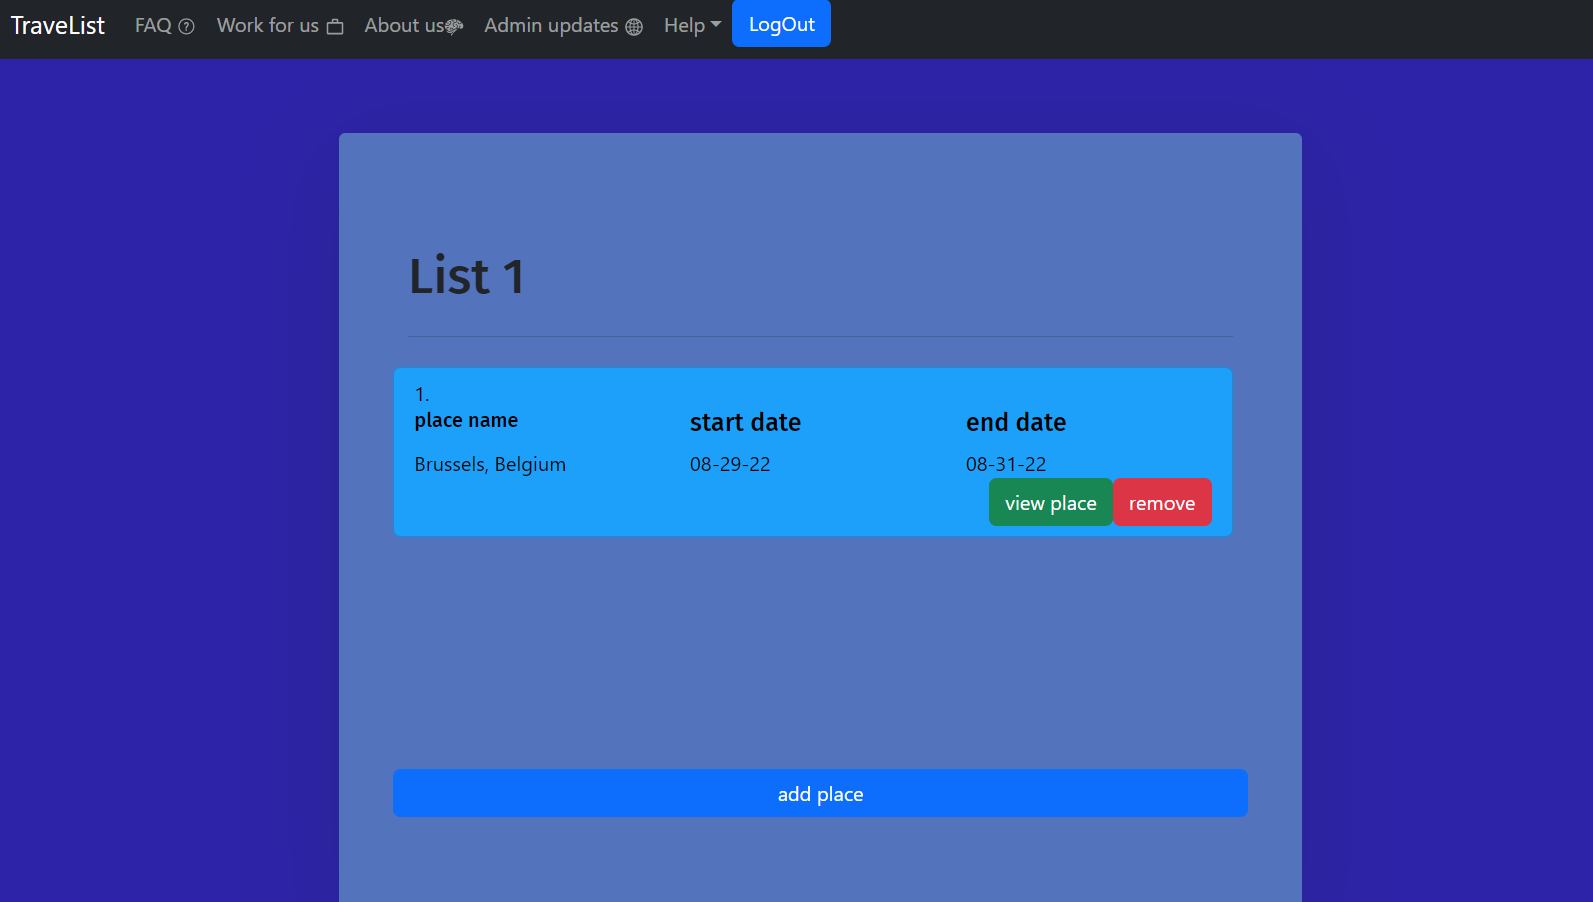 TraveList FAQ Work for us About us Admin updates Help LogOut
List 1
1.
place name start date end date
Brussels, Belgium 08-29-22 08-31-22
view place remove
add place